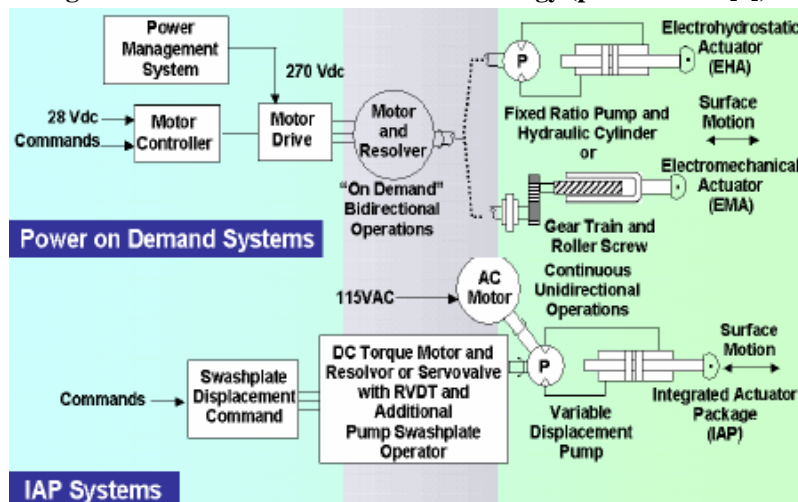 Power
Management
System
270 Vdc
28 Vdc
Commands
Motor
Controller
Motor
Drive
Motor
and
Resolver
"On Demand"
Bidirectional
Operations
P
Electrohydrostatic
Actuator
(EHA)
Fixed Ratio Pump and
Hydraulic Cylinder
or
Surface
Motion
Electromechanical
Actuator
(EMA)
Gear Train and
Roller Screw
Power on Demand Systems
115VAC
AC
Motor
Continuous
Unidirectional
Operations
Commands
Swashplate
Displacement
Command
DC Torque Motor and
Resolvor or Servovalve
with RVDT and
Additional
Pump Swashplate
Operator
P
Variable
Displacement
Pump
Surface
Motion
Integrated Actuator
Package
(IAP)
IAP Systems